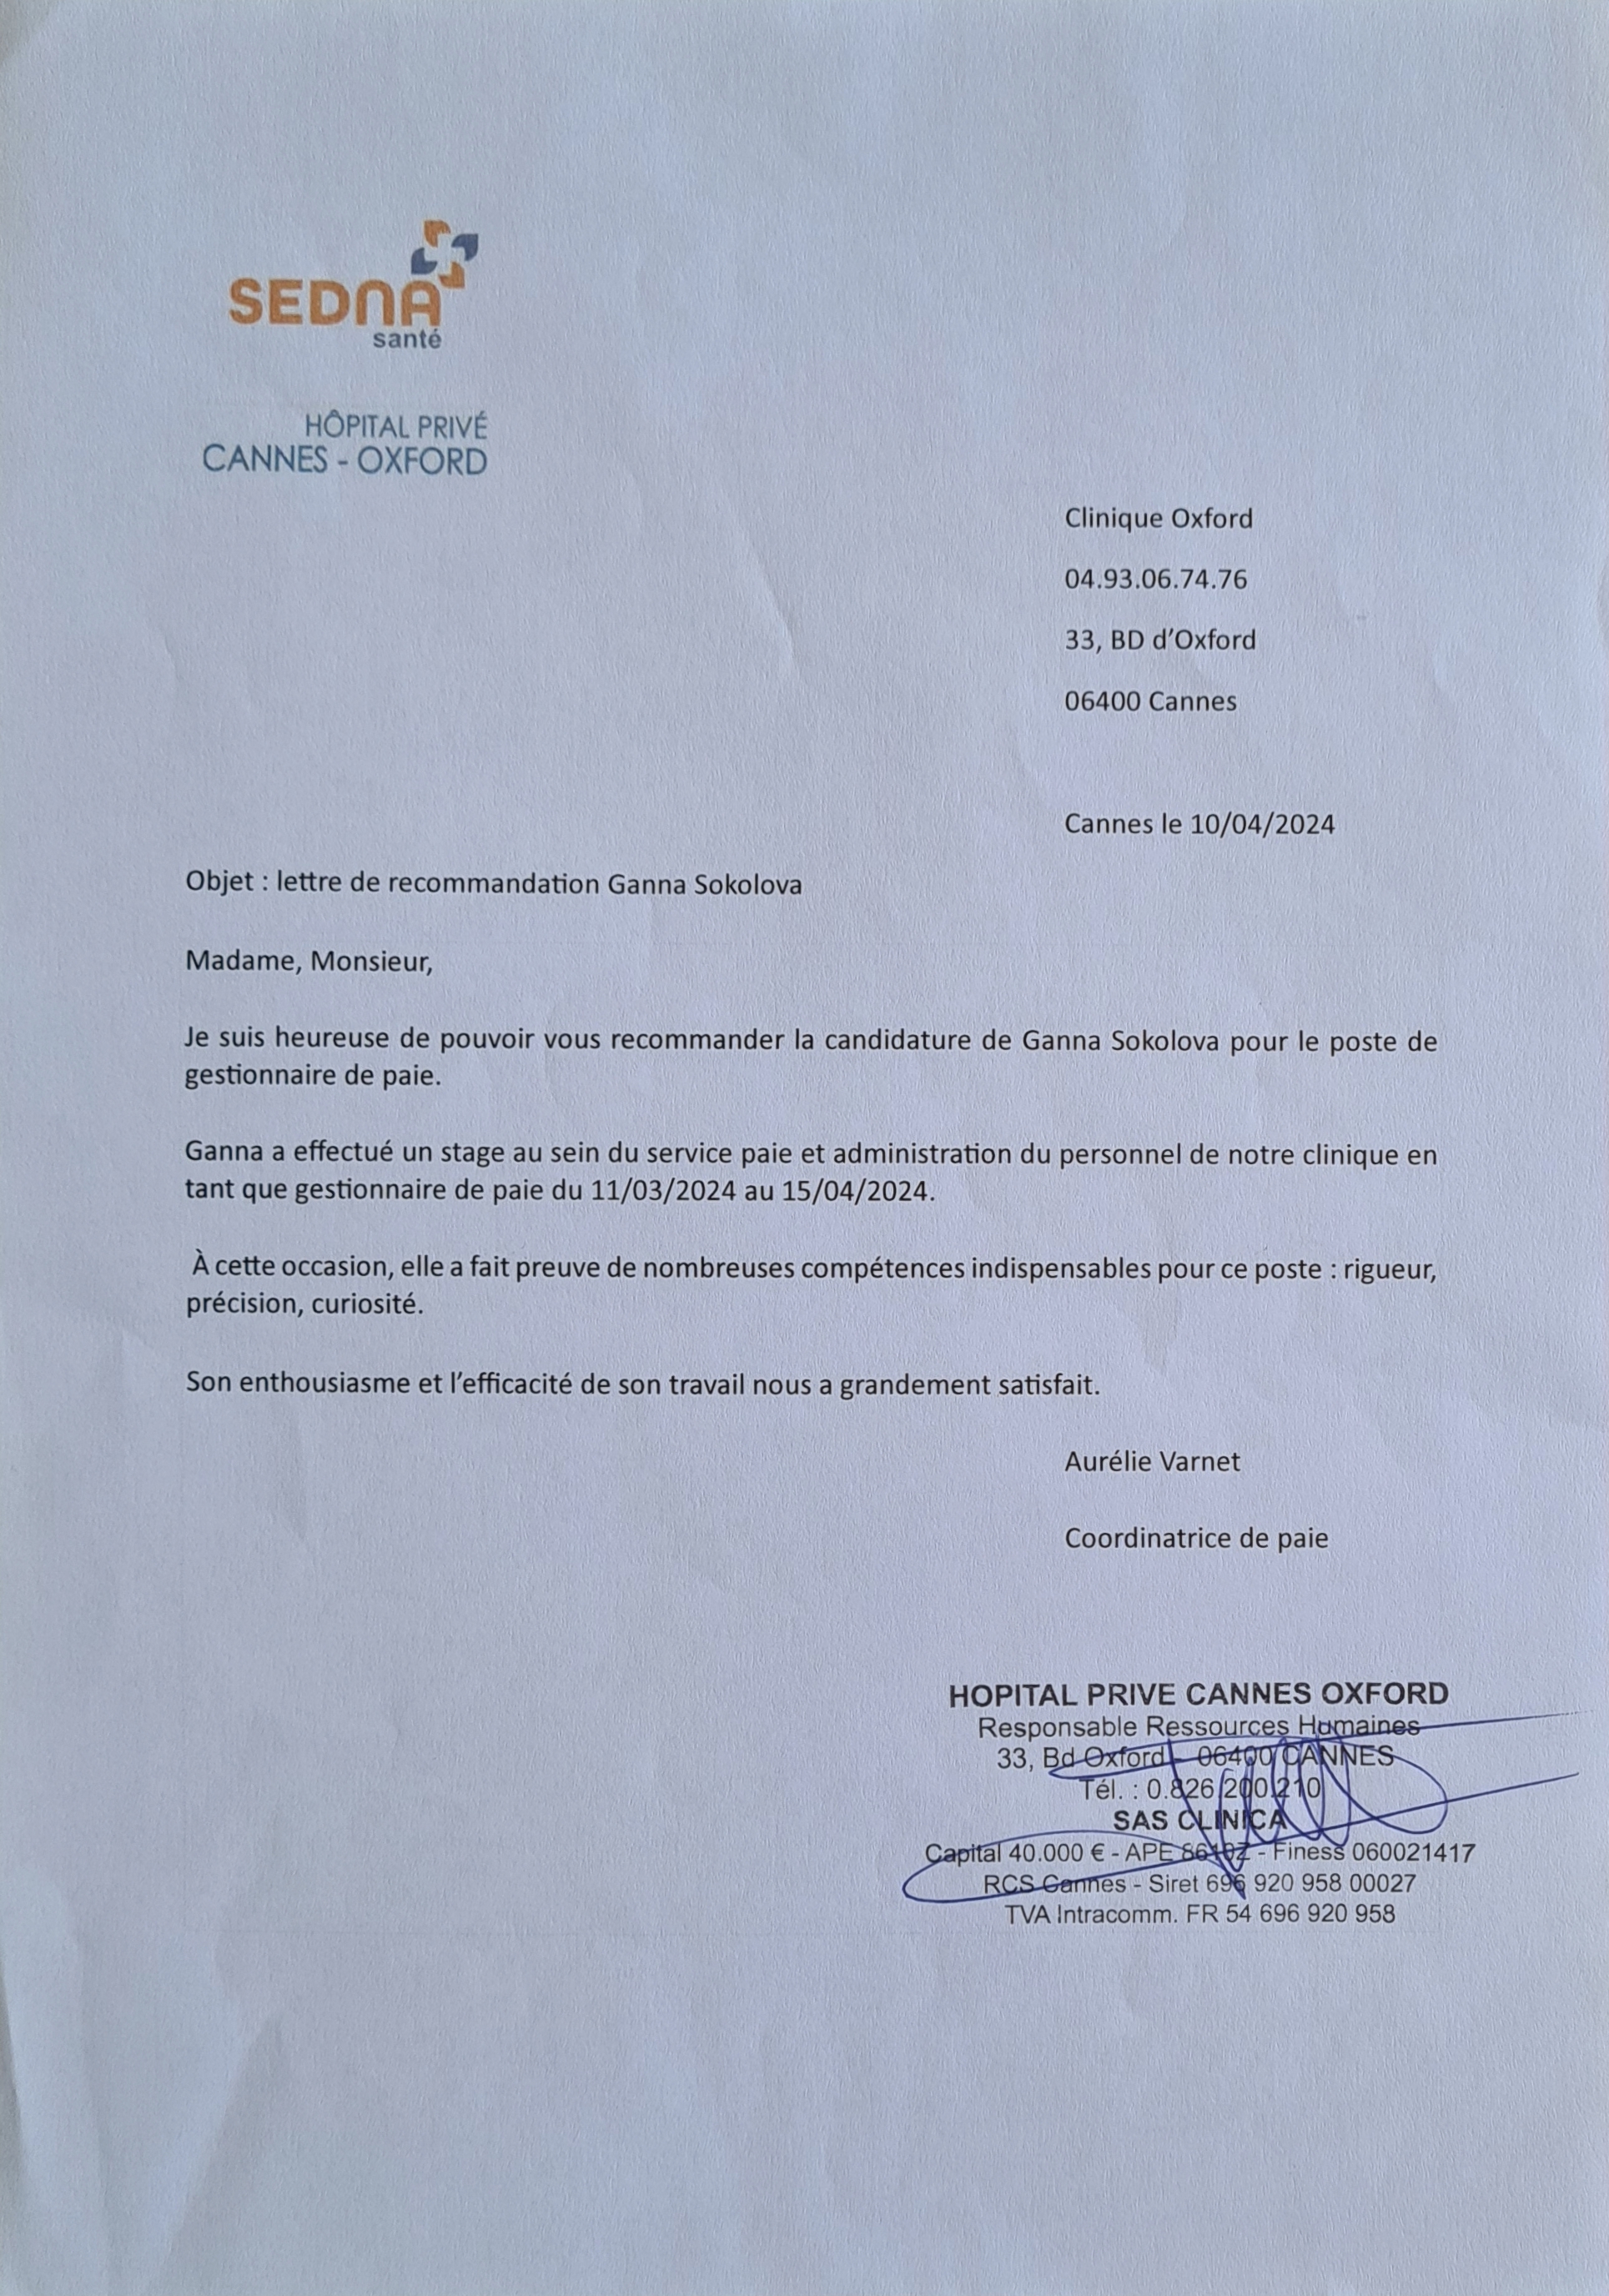 SEDNA
santé
HÔPITAL PRIVÉ
CANNES - OXFORD
Clinique Oxford
04.93.06.74.76
33, BD d’Oxford
06400 Cannes
Cannes le 10/04/2024
Objet : lettre de recommandation Ganna Sokolova
Madame, Monsieur,
Je suis heureuse de pouvoir vous recommander la candidature de Ganna Sokolova pour le poste de
gestionnaire de paie.
Ganna a effectué un stage au sein du service paie et administration du personnel de notre clinique en
tant que gestionnaire de paie du 11/03/2024 au 15/04/2024.
À cette occasion, elle a fait preuve de nombreuses compétences indispensables pour ce poste : rigueur,
précision, curiosité.
Son enthousiasme et l’efficacité de son travail nous a grandement satisfait.
Aurélie Varnet
Coordinatrice de paie
HOPITAL PRIVE CANNES OXFORD
Responsable Ressources Humaines
33, Bd Oxford - 06400 CANNES
Tél. : 0.826.200.210
SAS CLINICA
Capital 40.000 € - APE 8610Z - Finess 060021417
RCS Cannes - Siret 696 920 958 00027
TVA Intracomm. FR 54 696 920 958